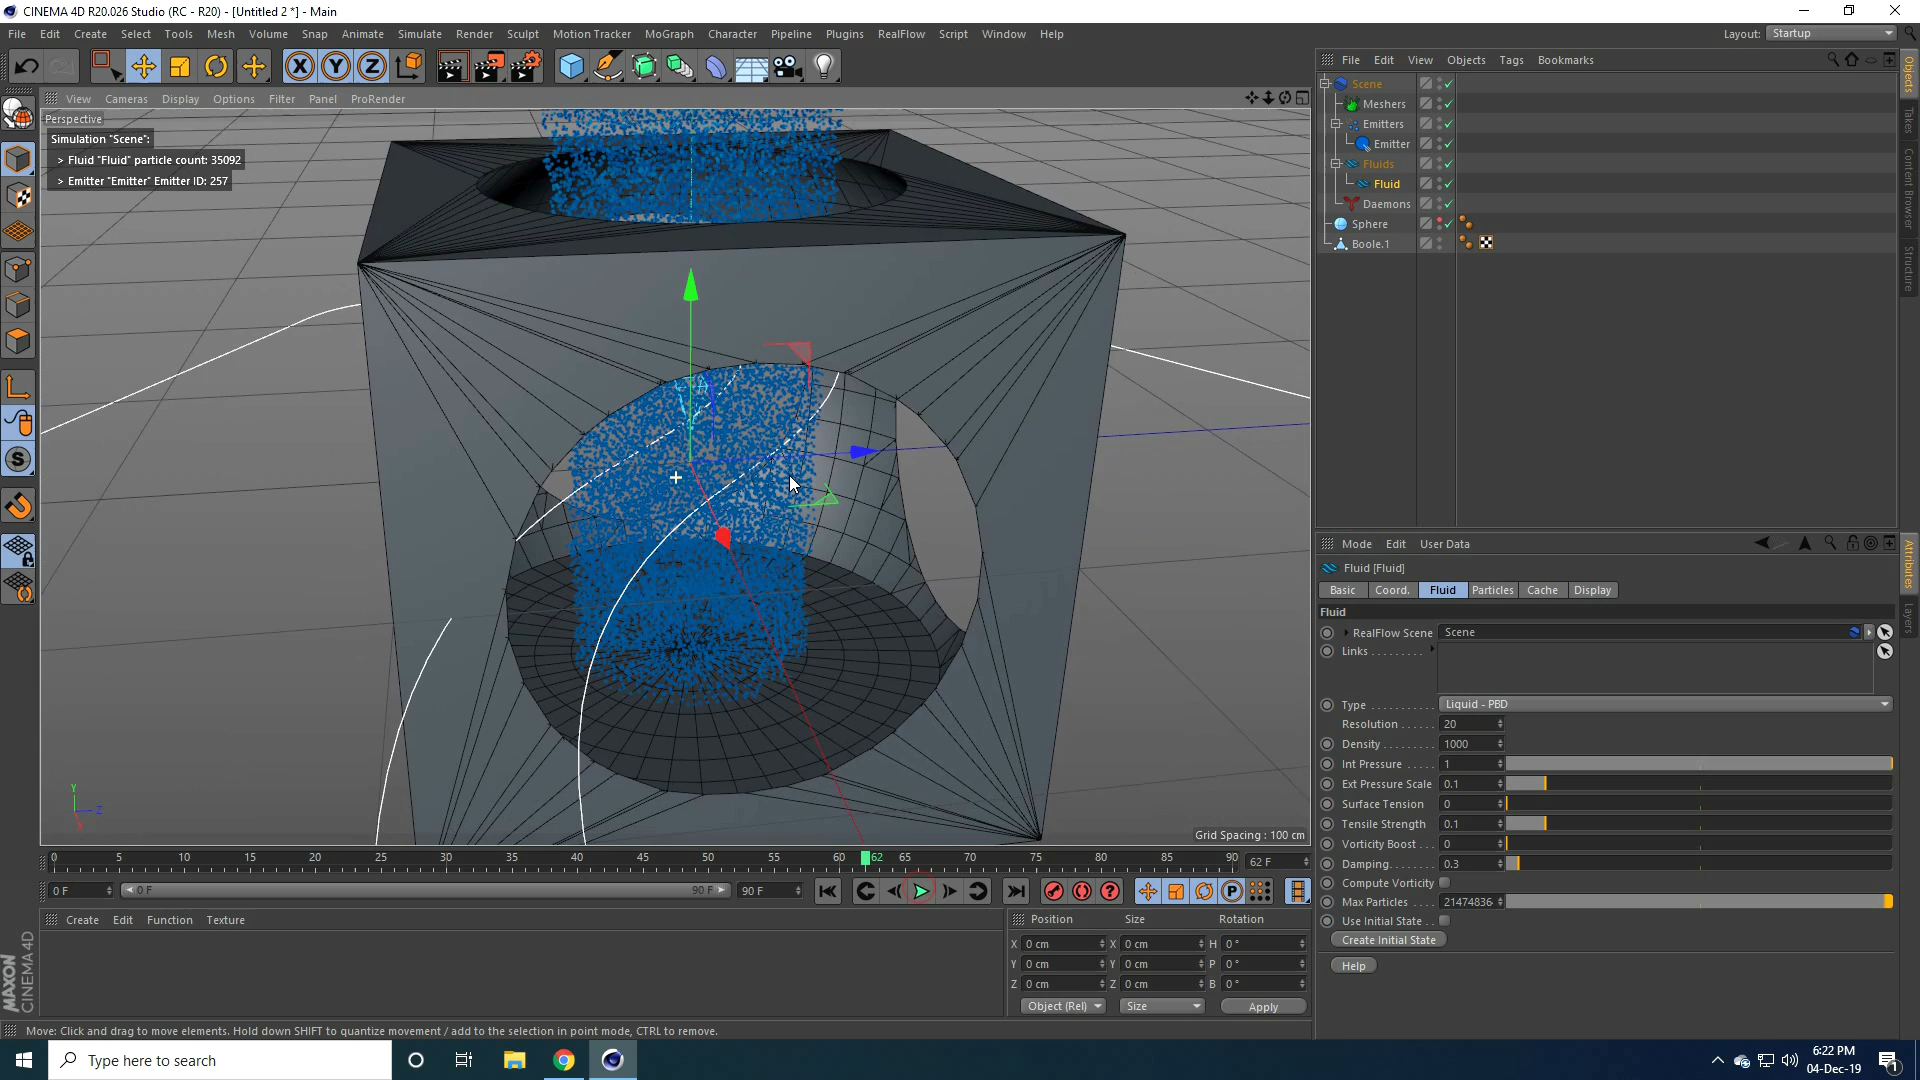 CINEMA 4D R20.026 Studio (RC - R20) - [Untitled 2 *] - Main
File Edit Create Select Tools Mesh Volume Snap Animate Simulate Render Sculpt Motion Tracker MoGraph Character Pipeline Plugins RealFlow Script Window Help Layout: Startup
View Cameras Display Options Filter Panel ProRender
Perspective
Simulation "Scene":
> Fluid "Fluid" particle count: 35092
> Emitter "Emitter" Emitter ID: 257
Y
Z
X
Grid Spacing : 100 cm
0 5 10 15 20 25 30 35 40 45 50 55 60 62 65 70 75 80 85 90 62 F
0 F 0 F 90 F 90 F
Create Edit Function Texture
MAXON
CINEMA 4D
Position Size Rotation
X 0 cm X 0 cm H 0 °
Y 0 cm Y 0 cm P 0 °
Z 0 cm Z 0 cm B 0 °
Object (Rel) Size Apply
Move: Click and drag to move elements. Hold down SHIFT to quantize movement / add to the selection in point mode, CTRL to remove.
File Edit View Objects Tags Bookmarks
Scene
Meshers
Emitters
Emitter
Fluids
Fluid
Daemons
Sphere
Boole.1
Objects
Takes
Content Browser
Structure
Mode Edit User Data
Fluid [Fluid]
Basic Coord. Fluid Particles Cache Display
Fluid
RealFlow Scene Scene
Links
Type Liquid - PBD
Resolution 20
Density 1000
Int Pressure 1
Ext Pressure Scale 0.1
Surface Tension 0
Tensile Strength 0.1
Vorticity Boost 0
Damping 0.3
Compute Vorticity
Max Particles 21474836
Use Initial State
Create Initial State
Help
Attributes
Layers
Type here to search
6:22 PM
04-Dec-19
1